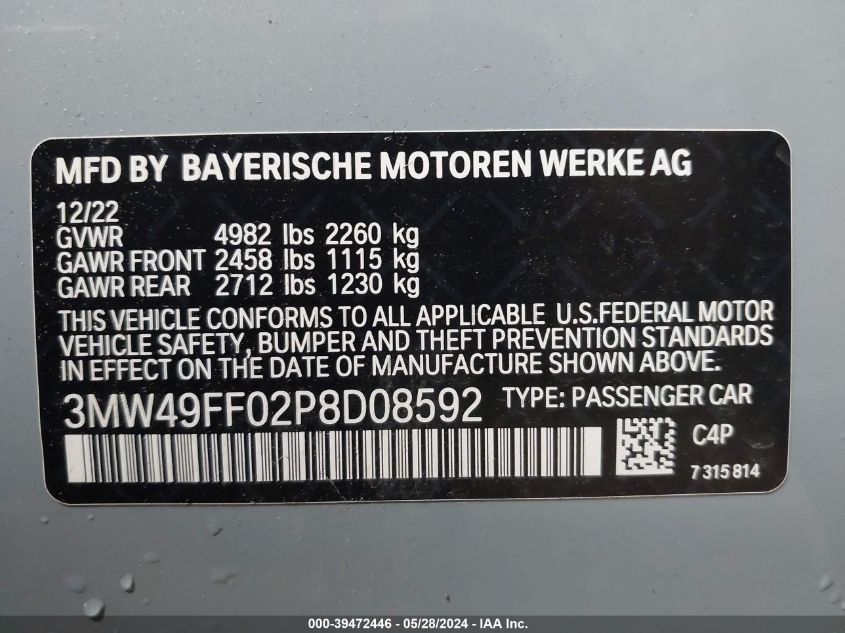 MFD BY BAYERISCHE MOTOREN WERKE AG
12/22
GVWR 4982 lbs 2260 kg
GAWR FRONT 2458 lbs 1115 kg
GAWR REAR 2712 lbs 1230 kg
THIS VEHICLE CONFORMS TO ALL APPLICABLE U.S.FEDERAL MOTOR
VEHICLE SAFETY, BUMPER AND THEFT PREVENTION STANDARDS
IN EFFECT ON THE DATE OF MANUFACTURE SHOWN ABOVE.
3MW49FF02P8D08592 TYPE: PASSENGER CAR
C4P
7315814
000-39472446 - 05/28/2024 - IAA Inc.